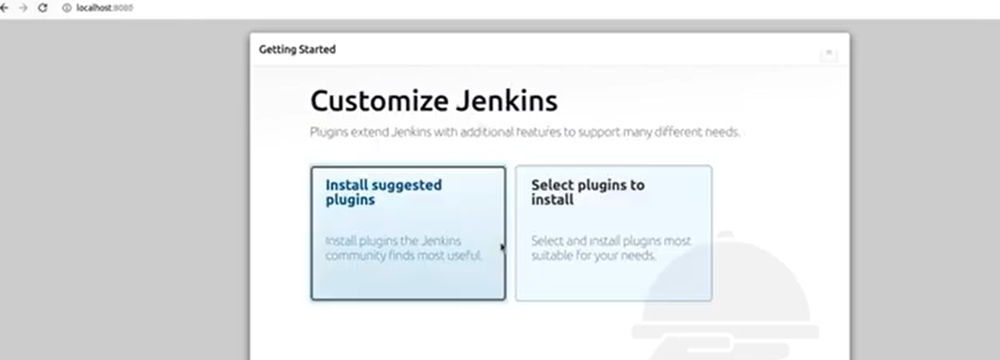 localhost:8080
Getting Started
Customize Jenkins
Plugins extend Jenkins with additional features to support many different needs.
Install suggested
plugins
Install plugins the Jenkins
community finds most useful.
Select plugins to
install
Select and install plugins most
suitable for your needs.